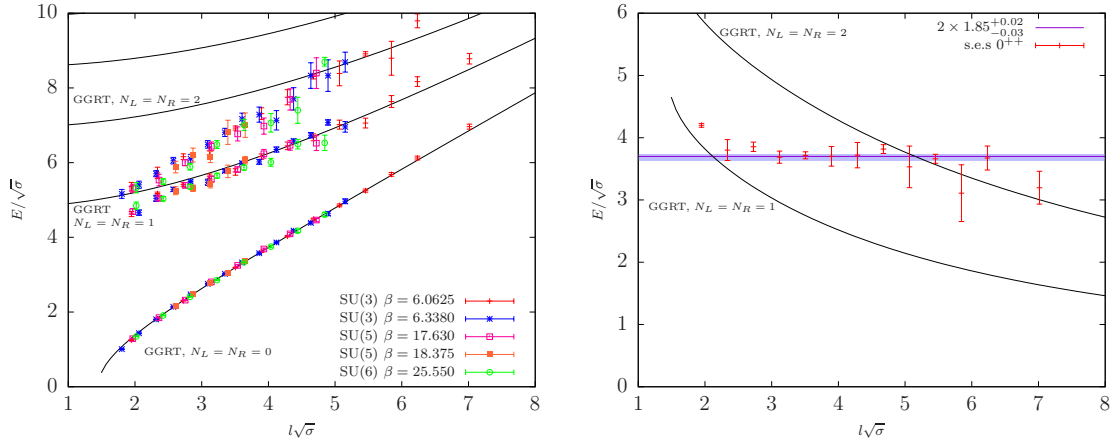 10
8
6
4
2
0
E/√σ
GGRT, N_L = N_R = 2
GGRT
N_L = N_R = 1
GGRT, N_L = N_R = 0
SU(3) β = 6.0625
SU(3) β = 6.3380
SU(5) β = 17.630
SU(5) β = 18.375
SU(6) β = 25.550
1 2 3 4 5 6 7 8
l√σ
6
5
4
3
2
1
0
E/√σ
GGRT, N_L = N_R = 2
2 × 1.85^{+0.02}_{−0.03}
s.e.s 0^{++}
GGRT, N_L = N_R = 1
1 2 3 4 5 6 7 8
l√σ